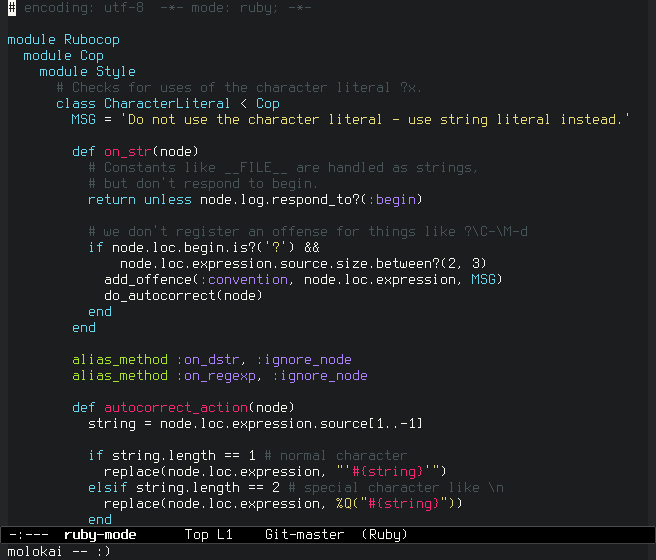 # encoding: utf-8  -*- mode: ruby; -*-

module Rubocop
  module Cop
    module Style
      # Checks for uses of the character literal ?x.
      class CharacterLiteral < Cop
        MSG = 'Do not use the character literal - use string literal instead.'

        def on_str(node)
          # Constants like __FILE__ are handled as strings,
          # but don't respond to begin.
          return unless node.log.respond_to?(:begin)

          # we don't register an offense for things like ?\C-\M-d
          if node.loc.begin.is?('?') &&
              node.loc.expression.source.size.between?(2, 3)
            add_offence(:convention, node.loc.expression, MSG)
            do_autocorrect(node)
          end
        end

        alias_method :on_dstr, :ignore_node
        alias_method :on_regexp, :ignore_node

        def autocorrect_action(node)
          string = node.loc.expression.source[1..-1]

          if string.length == 1 # normal character
            replace(node.loc.expression, "'#{string}'")
          elsif string.length == 2 # special character like \n
            replace(node.loc.expression, %Q("#{string}"))
          end
-:---  ruby-mode      Top L1    Git-master  (Ruby)
molokai -- :)